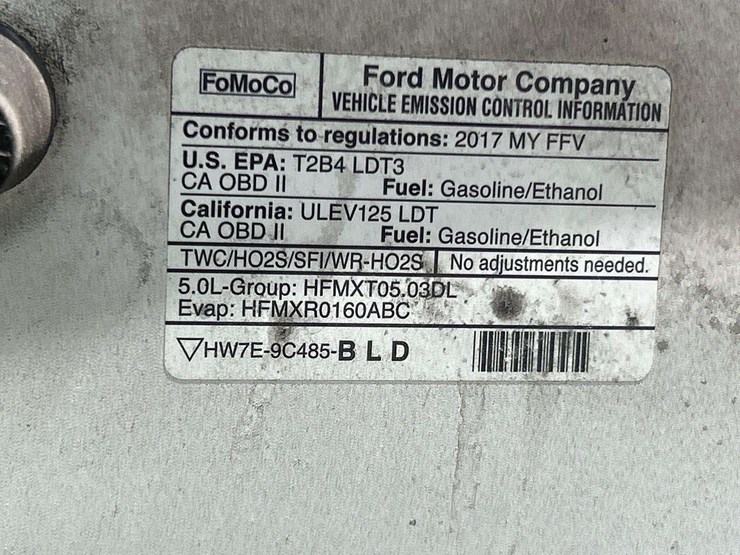 FoMoCo
Ford Motor Company
VEHICLE EMISSION CONTROL INFORMATION
Conforms to regulations: 2017 MY FFV
U.S. EPA: T2B4 LDT3
CA OBD II Fuel: Gasoline/Ethanol
California: ULEV125 LDT
CA OBD II Fuel: Gasoline/Ethanol
TWC/HO2S/SFI/WR-HO2S No adjustments needed.
5.0L-Group: HFMXT05.03DL
Evap: HFMXR0160ABC
HW7E-9C485-B L D